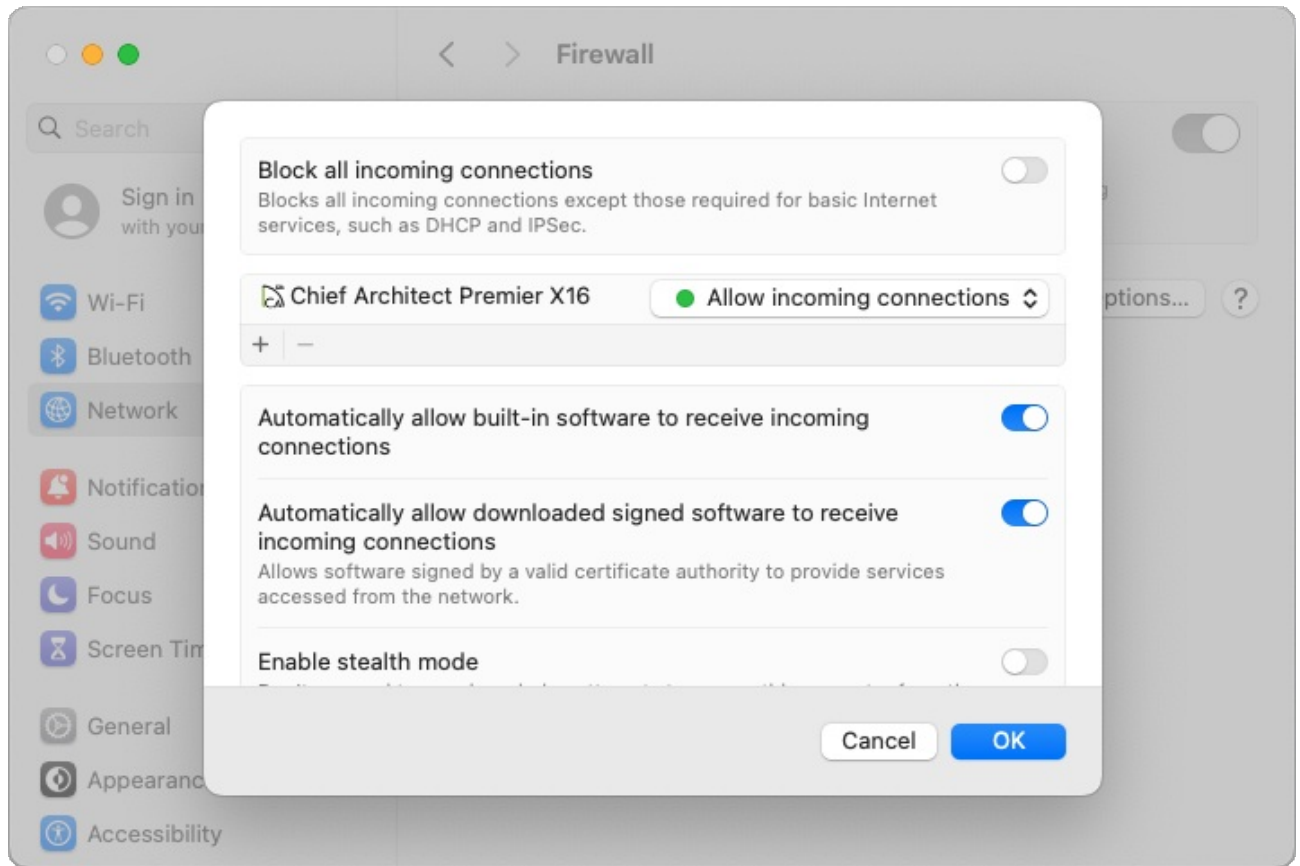 Firewall
Search
Sign in
with your
Wi-Fi
Bluetooth
Network
Notification
Sound
Focus
Screen Tim
General
Appearanc
Accessibility
Block all incoming connections
Blocks all incoming connections except those required for basic Internet
services, such as DHCP and IPSec.
Chief Architect Premier X16
Allow incoming connections
+ −
Automatically allow built-in software to receive incoming
connections
Automatically allow downloaded signed software to receive
incoming connections
Allows software signed by a valid certificate authority to provide services
accessed from the network.
Enable stealth mode
Cancel
OK
ptions...
?